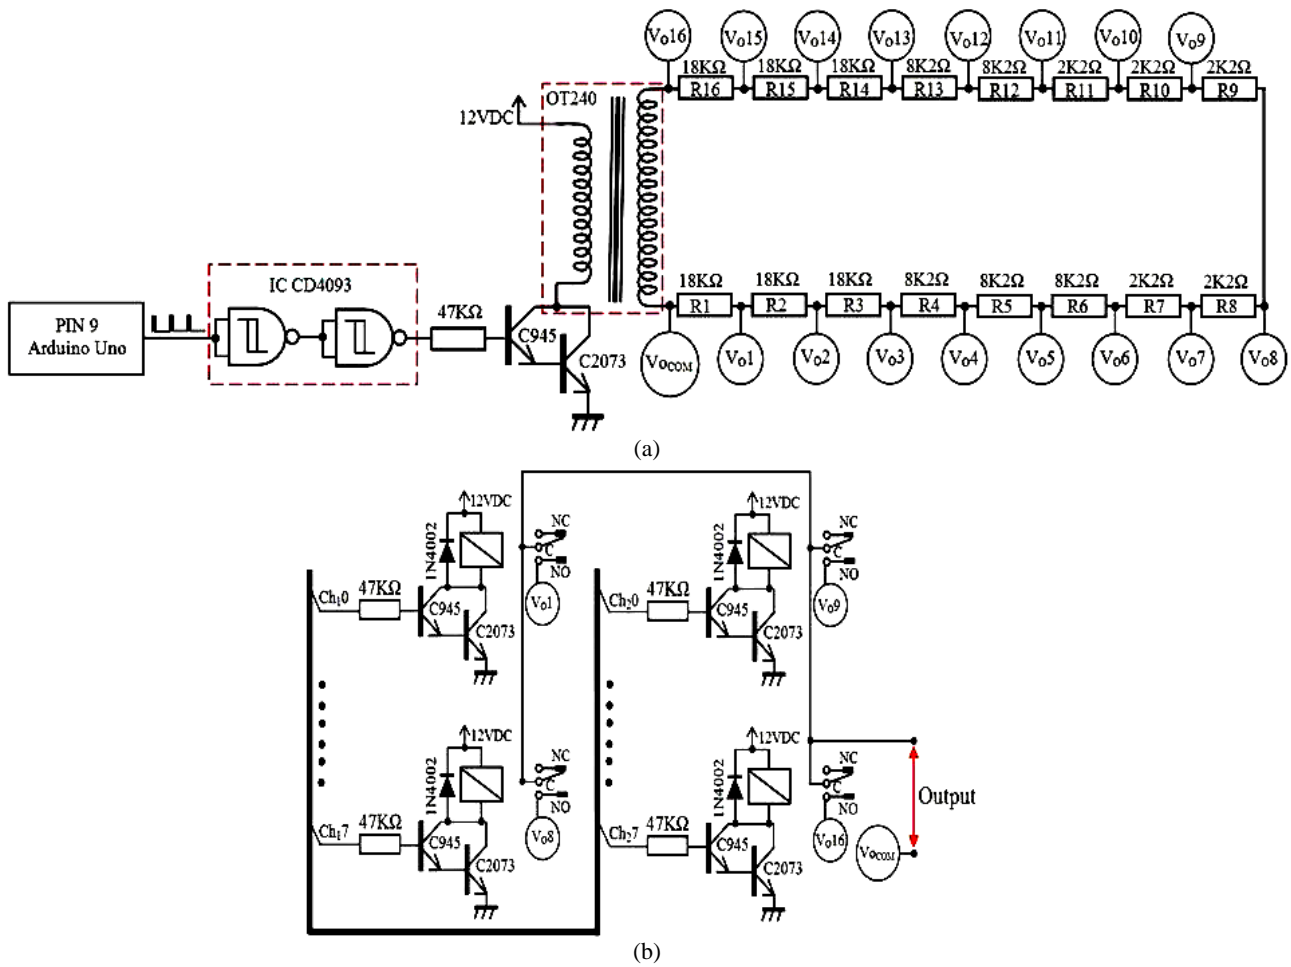 Vo16 Vo15 Vo14 Vo13 Vo12 Vo11 Vo10 Vo9
18KΩ 18KΩ 18KΩ 8K2Ω 8K2Ω 2K2Ω 2K2Ω 2K2Ω
R16 R15 R14 R13 R12 R11 R10 R9
OT240
12VDC
IC CD4093
PIN 9
Arduino Uno
47KΩ
C945
C2073
18KΩ 18KΩ 18KΩ 8K2Ω 8K2Ω 8K2Ω 2K2Ω 2K2Ω
R1 R2 R3 R4 R5 R6 R7 R8
VoCOM Vo1 Vo2 Vo3 Vo4 Vo5 Vo6 Vo7 Vo8
(a)
12VDC
1N4002
NC
C
NO
Ch10
47KΩ
C945
C2073
Vo1
12VDC
1N4002
NC
C
NO
Ch20
47KΩ
C945
C2073
Vo9
12VDC
1N4002
NC
C
NO
Ch17
47KΩ
C945
C2073
Vo8
12VDC
1N4002
NC
C
NO
Ch27
47KΩ
C945
C2073
Vo16
Output
VoCOM
(b)